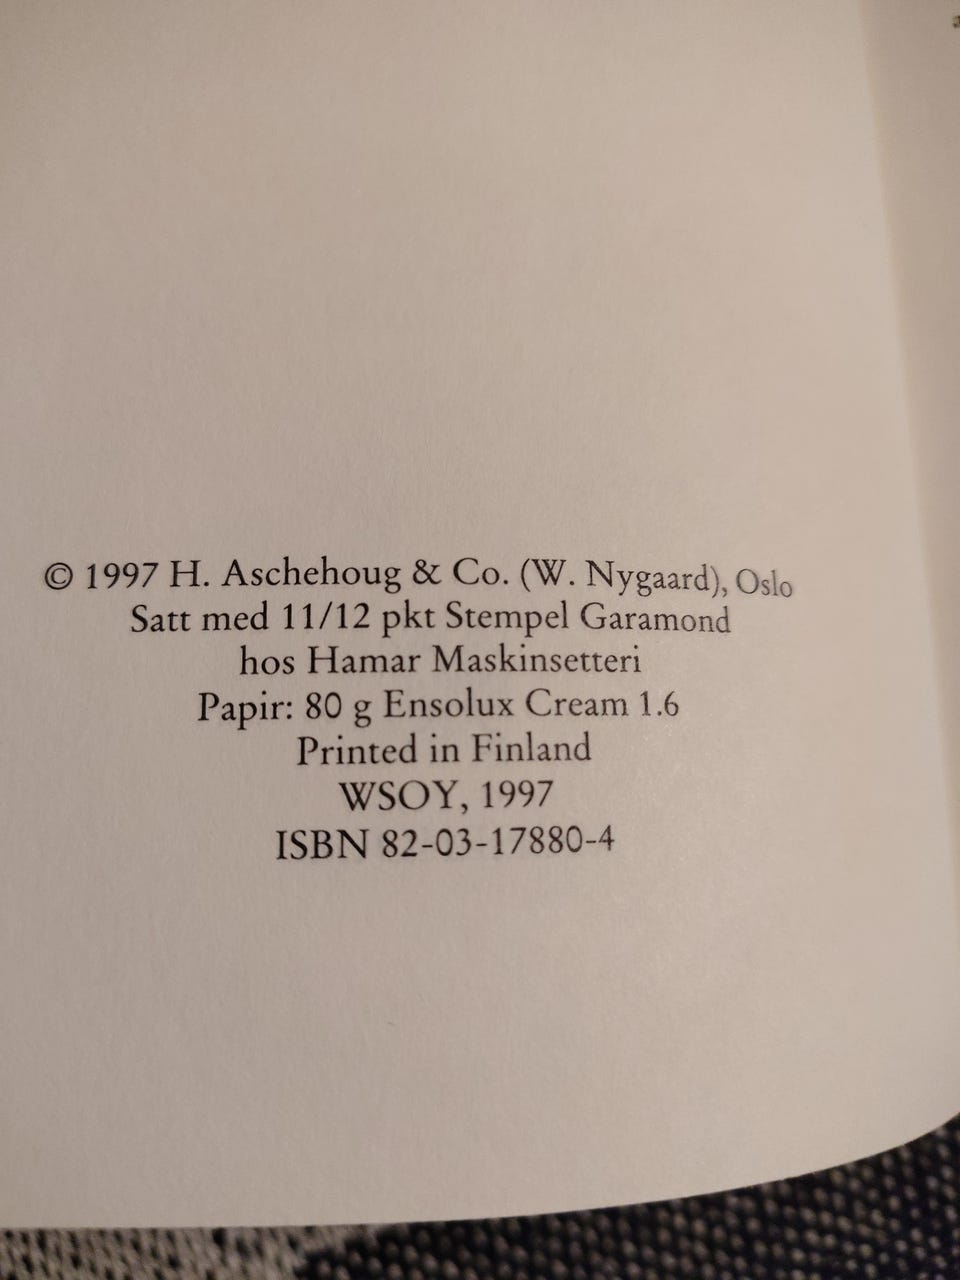 © 1997 H. Aschehoug & Co. (W. Nygaard), Oslo
Satt med 11/12 pkt Stempel Garamond
hos Hamar Maskinsetteri
Papir: 80 g Ensolux Cream 1.6
Printed in Finland
WSOY, 1997
ISBN 82-03-17880-4